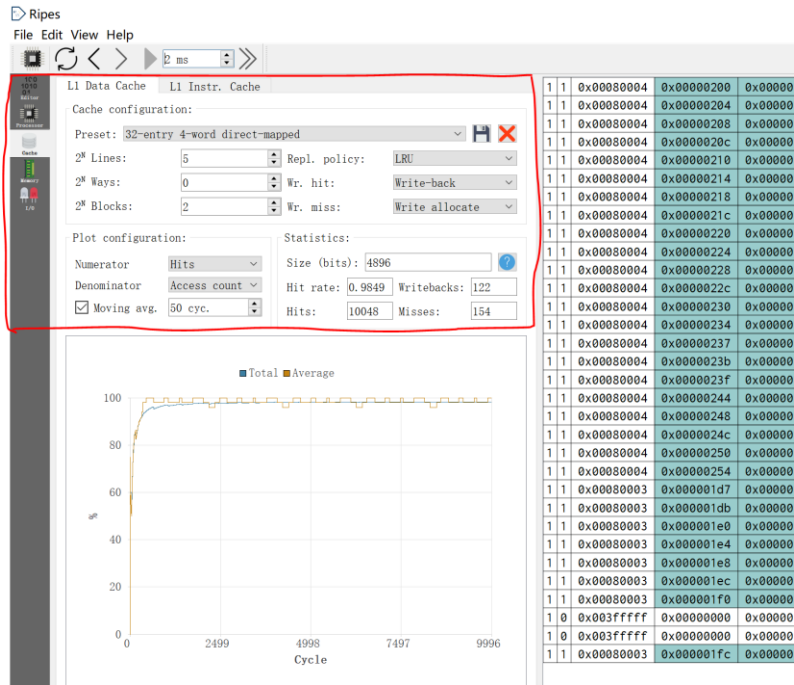 Ripes
File Edit View Help
2 ms
Editor
Processor
Cache
Memory
I/O
L1 Data Cache L1 Instr. Cache
Cache configuration:
Preset: 32-entry 4-word direct-mapped
2ᴺ Lines: 5 Repl. policy: LRU
2ᴺ Ways: 0 Wr. hit: Write-back
2ᴺ Blocks: 2 Wr. miss: Write allocate
Plot configuration: Statistics:
Numerator Hits Size (bits): 4896
Denominator Access count Hit rate: 0.9849 Writebacks: 122
Moving avg. 50 cyc. Hits: 10048 Misses: 154
Total Average
100
80
60
%
40
20
0
0 2499 4998 7497 9996
Cycle
1 1 0x00080004 0x00000200 0x00000
1 1 0x00080004 0x00000204 0x00000
1 1 0x00080004 0x00000208 0x00000
1 1 0x00080004 0x0000020c 0x00000
1 1 0x00080004 0x00000210 0x00000
1 1 0x00080004 0x00000214 0x00000
1 1 0x00080004 0x00000218 0x00000
1 1 0x00080004 0x0000021c 0x00000
1 1 0x00080004 0x00000220 0x00000
1 1 0x00080004 0x00000224 0x00000
1 1 0x00080004 0x00000228 0x00000
1 1 0x00080004 0x0000022c 0x00000
1 1 0x00080004 0x00000230 0x00000
1 1 0x00080004 0x00000234 0x00000
1 1 0x00080004 0x00000237 0x00000
1 1 0x00080004 0x0000023b 0x00000
1 1 0x00080004 0x0000023f 0x00000
1 1 0x00080004 0x00000244 0x00000
1 1 0x00080004 0x00000248 0x00000
1 1 0x00080004 0x0000024c 0x00000
1 1 0x00080004 0x00000250 0x00000
1 1 0x00080004 0x00000254 0x00000
1 1 0x00080003 0x000001d7 0x00000
1 1 0x00080003 0x000001db 0x00000
1 1 0x00080003 0x000001e0 0x00000
1 1 0x00080003 0x000001e4 0x00000
1 1 0x00080003 0x000001e8 0x00000
1 1 0x00080003 0x000001ec 0x00000
1 1 0x00080003 0x000001f0 0x00000
1 0 0x003fffff 0x00000000 0x00000
1 0 0x003fffff 0x00000000 0x00000
1 1 0x00080003 0x000001fc 0x00000